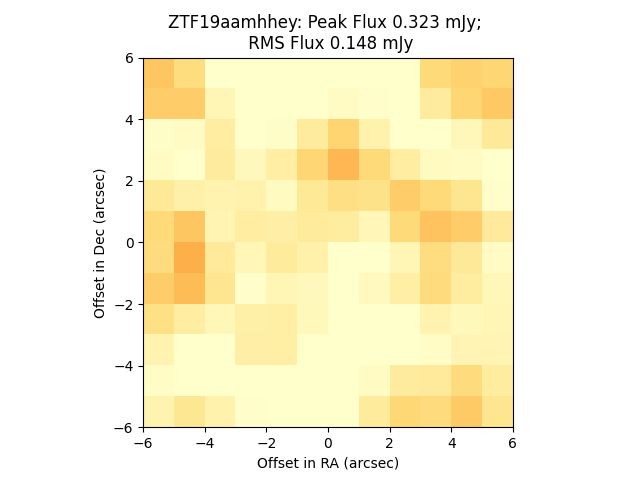 ZTF19aamhhey: Peak Flux 0.323 mJy;
RMS Flux 0.148 mJy
6
4
2
0
−2
−4
−6
Offset in Dec (arcsec)
−6 −4 −2 0 2 4 6
Offset in RA (arcsec)